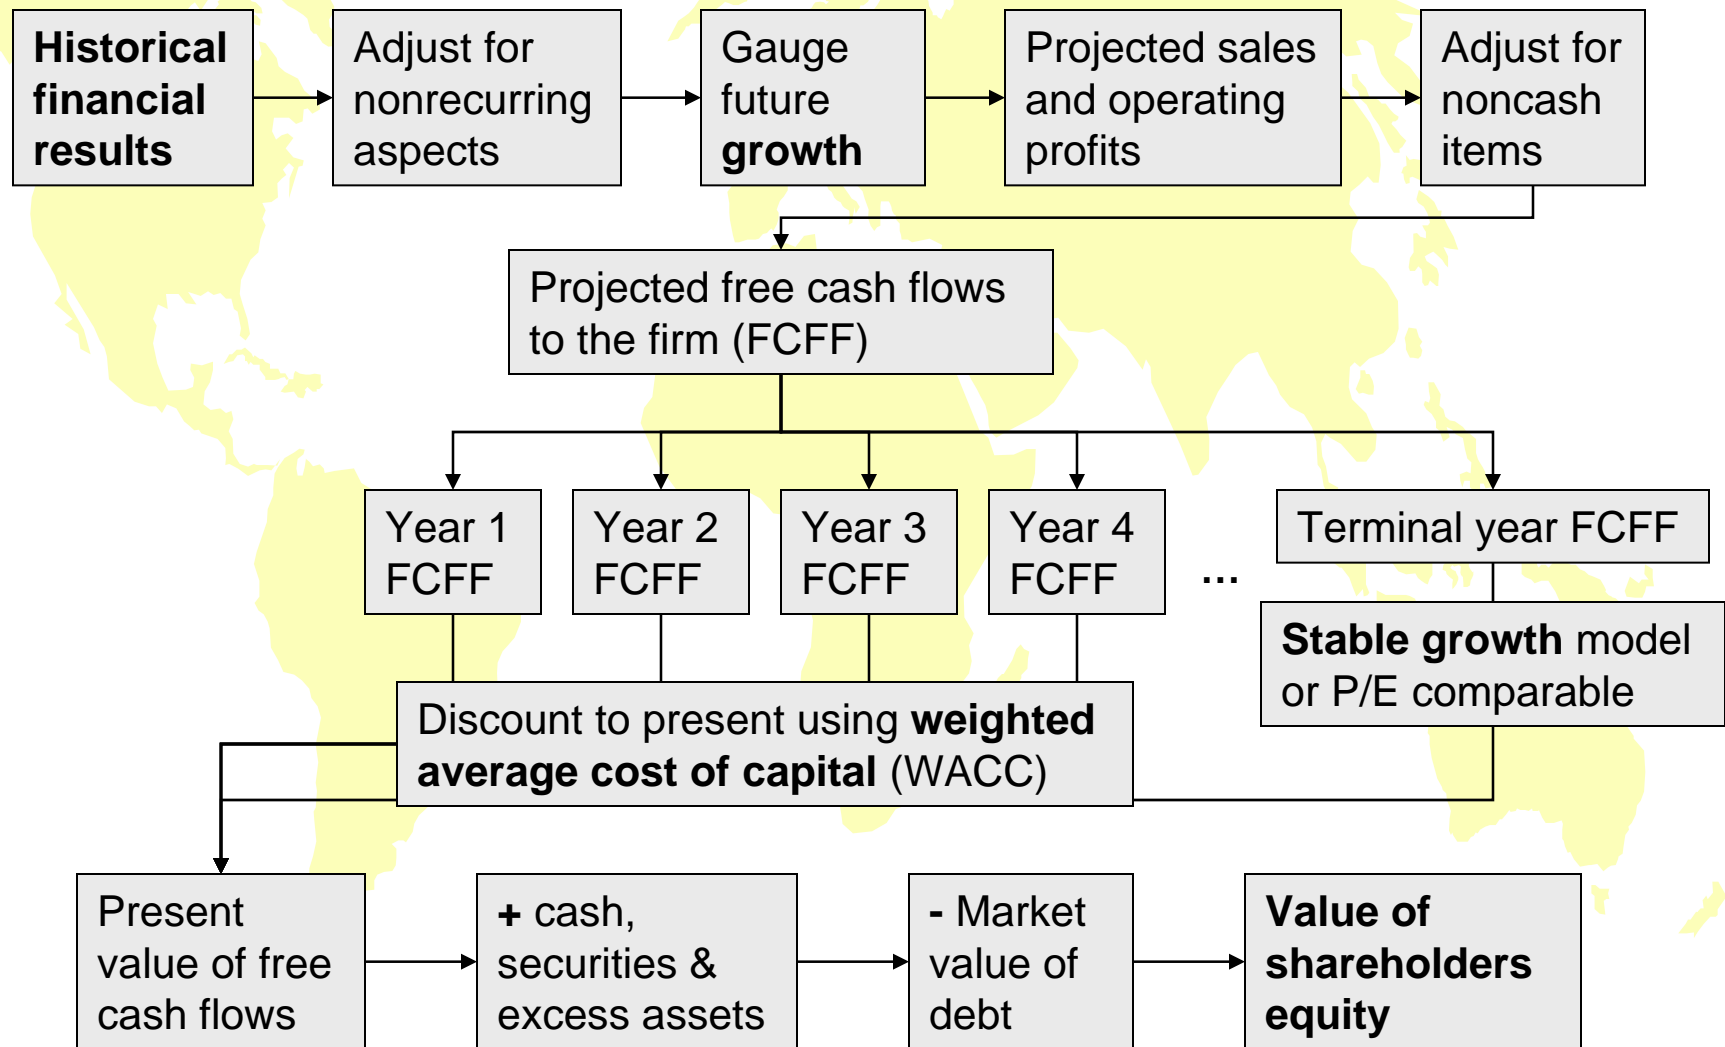 Historical
financial
results
Adjust for
nonrecurring
aspects
Gauge
future
growth
Projected sales
and operating
profits
Adjust for
noncash
items
Projected free cash flows
to the firm (FCFF)
Year 1
FCFF
Year 2
FCFF
Year 3
FCFF
Year 4
FCFF
...
Terminal year FCFF
Stable growth model
or P/E comparable
Discount to present using weighted
average cost of capital (WACC)
Present
value of free
cash flows
+ cash,
securities &
excess assets
- Market
value of
debt
Value of
shareholders
equity